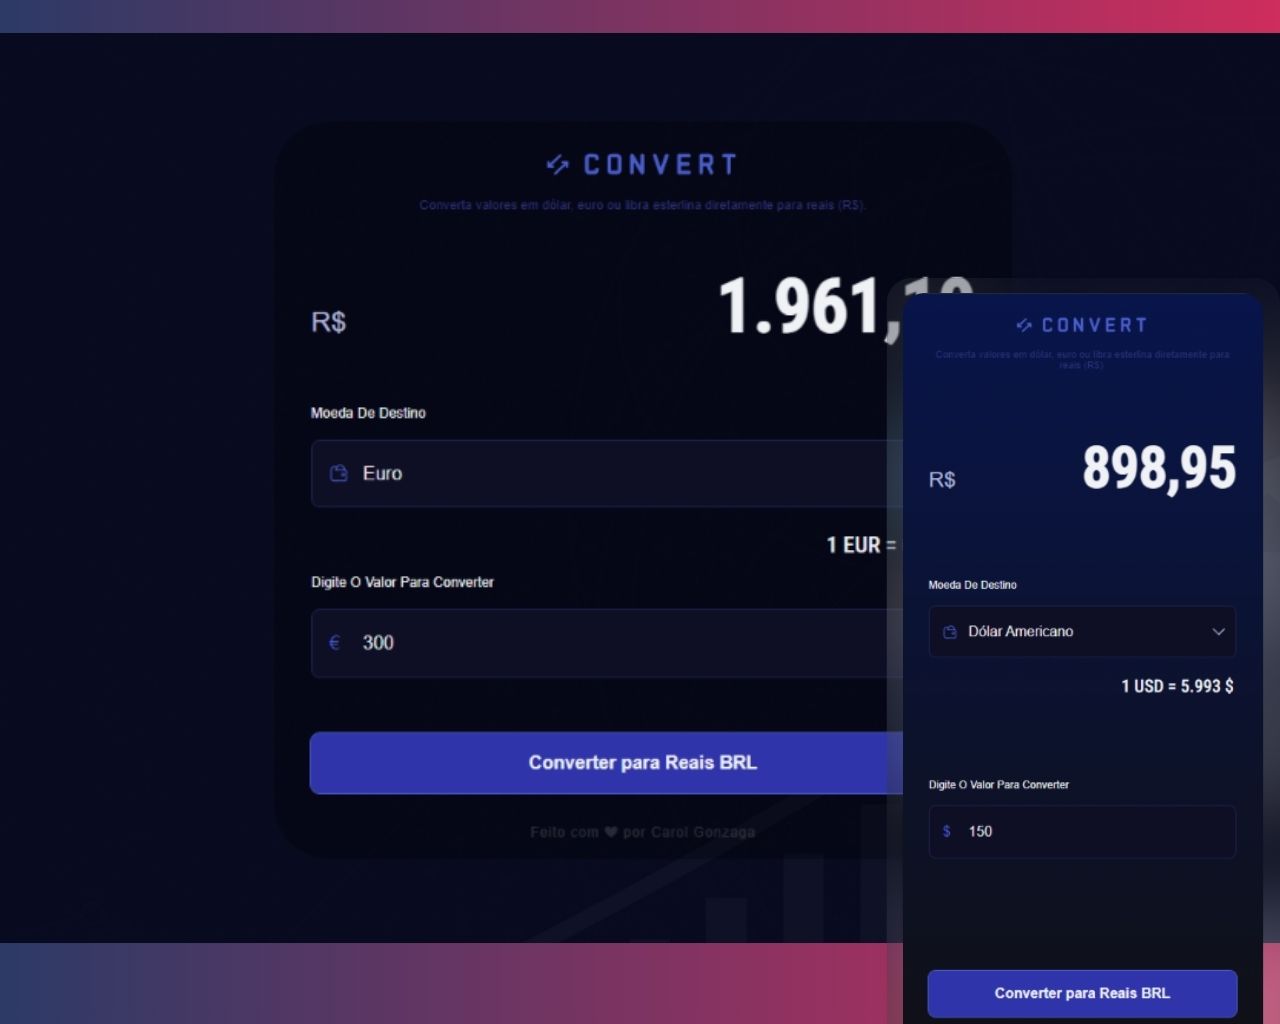 CONVERT
Converta valores em dólar, euro ou libra esterlina diretamente para reais (R$).
R$
1.961,
Moeda De Destino
Euro
1 EUR =
Digite O Valor Para Converter
€ 300
Converter para Reais BRL
Feito com ♥ por Carol Gonzaga
CONVERT
Converta valores em dólar, euro ou libra esterlina diretamente para
reais (R$)
R$
898,95
Moeda De Destino
Dólar Americano
1 USD = 5.993 $
Digite O Valor Para Converter
$ 150
Converter para Reais BRL